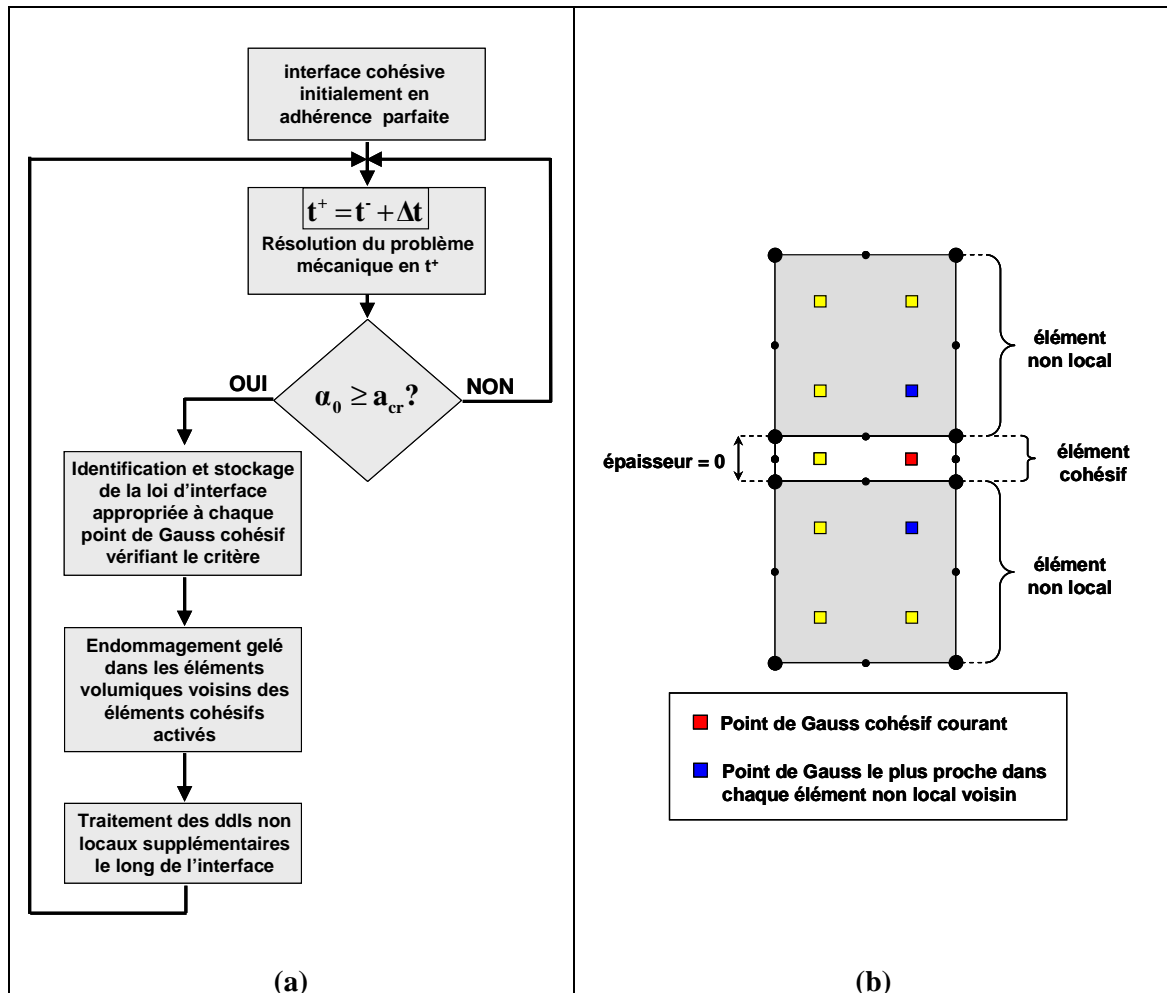 interface cohésive
initialement en
adhérence parfaite
t⁺ = t⁻ + Δt
Résolution du problème
mécanique en t⁺
α₀ ≥ a_cr?
OUI
NON
Identification et stockage
de la loi d'interface
appropriée à chaque
point de Gauss cohésif
vérifiant le critère
Endommagement gelé
dans les éléments
volumiques voisins des
éléments cohésifs
activés
Traitement des ddls non
locaux supplémentaires
le long de l'interface
(a)
élément
non local
épaisseur = 0
élément
cohésif
élément
non local
Point de Gauss cohésif courant
Point de Gauss le plus proche dans
chaque élément non local voisin
(b)